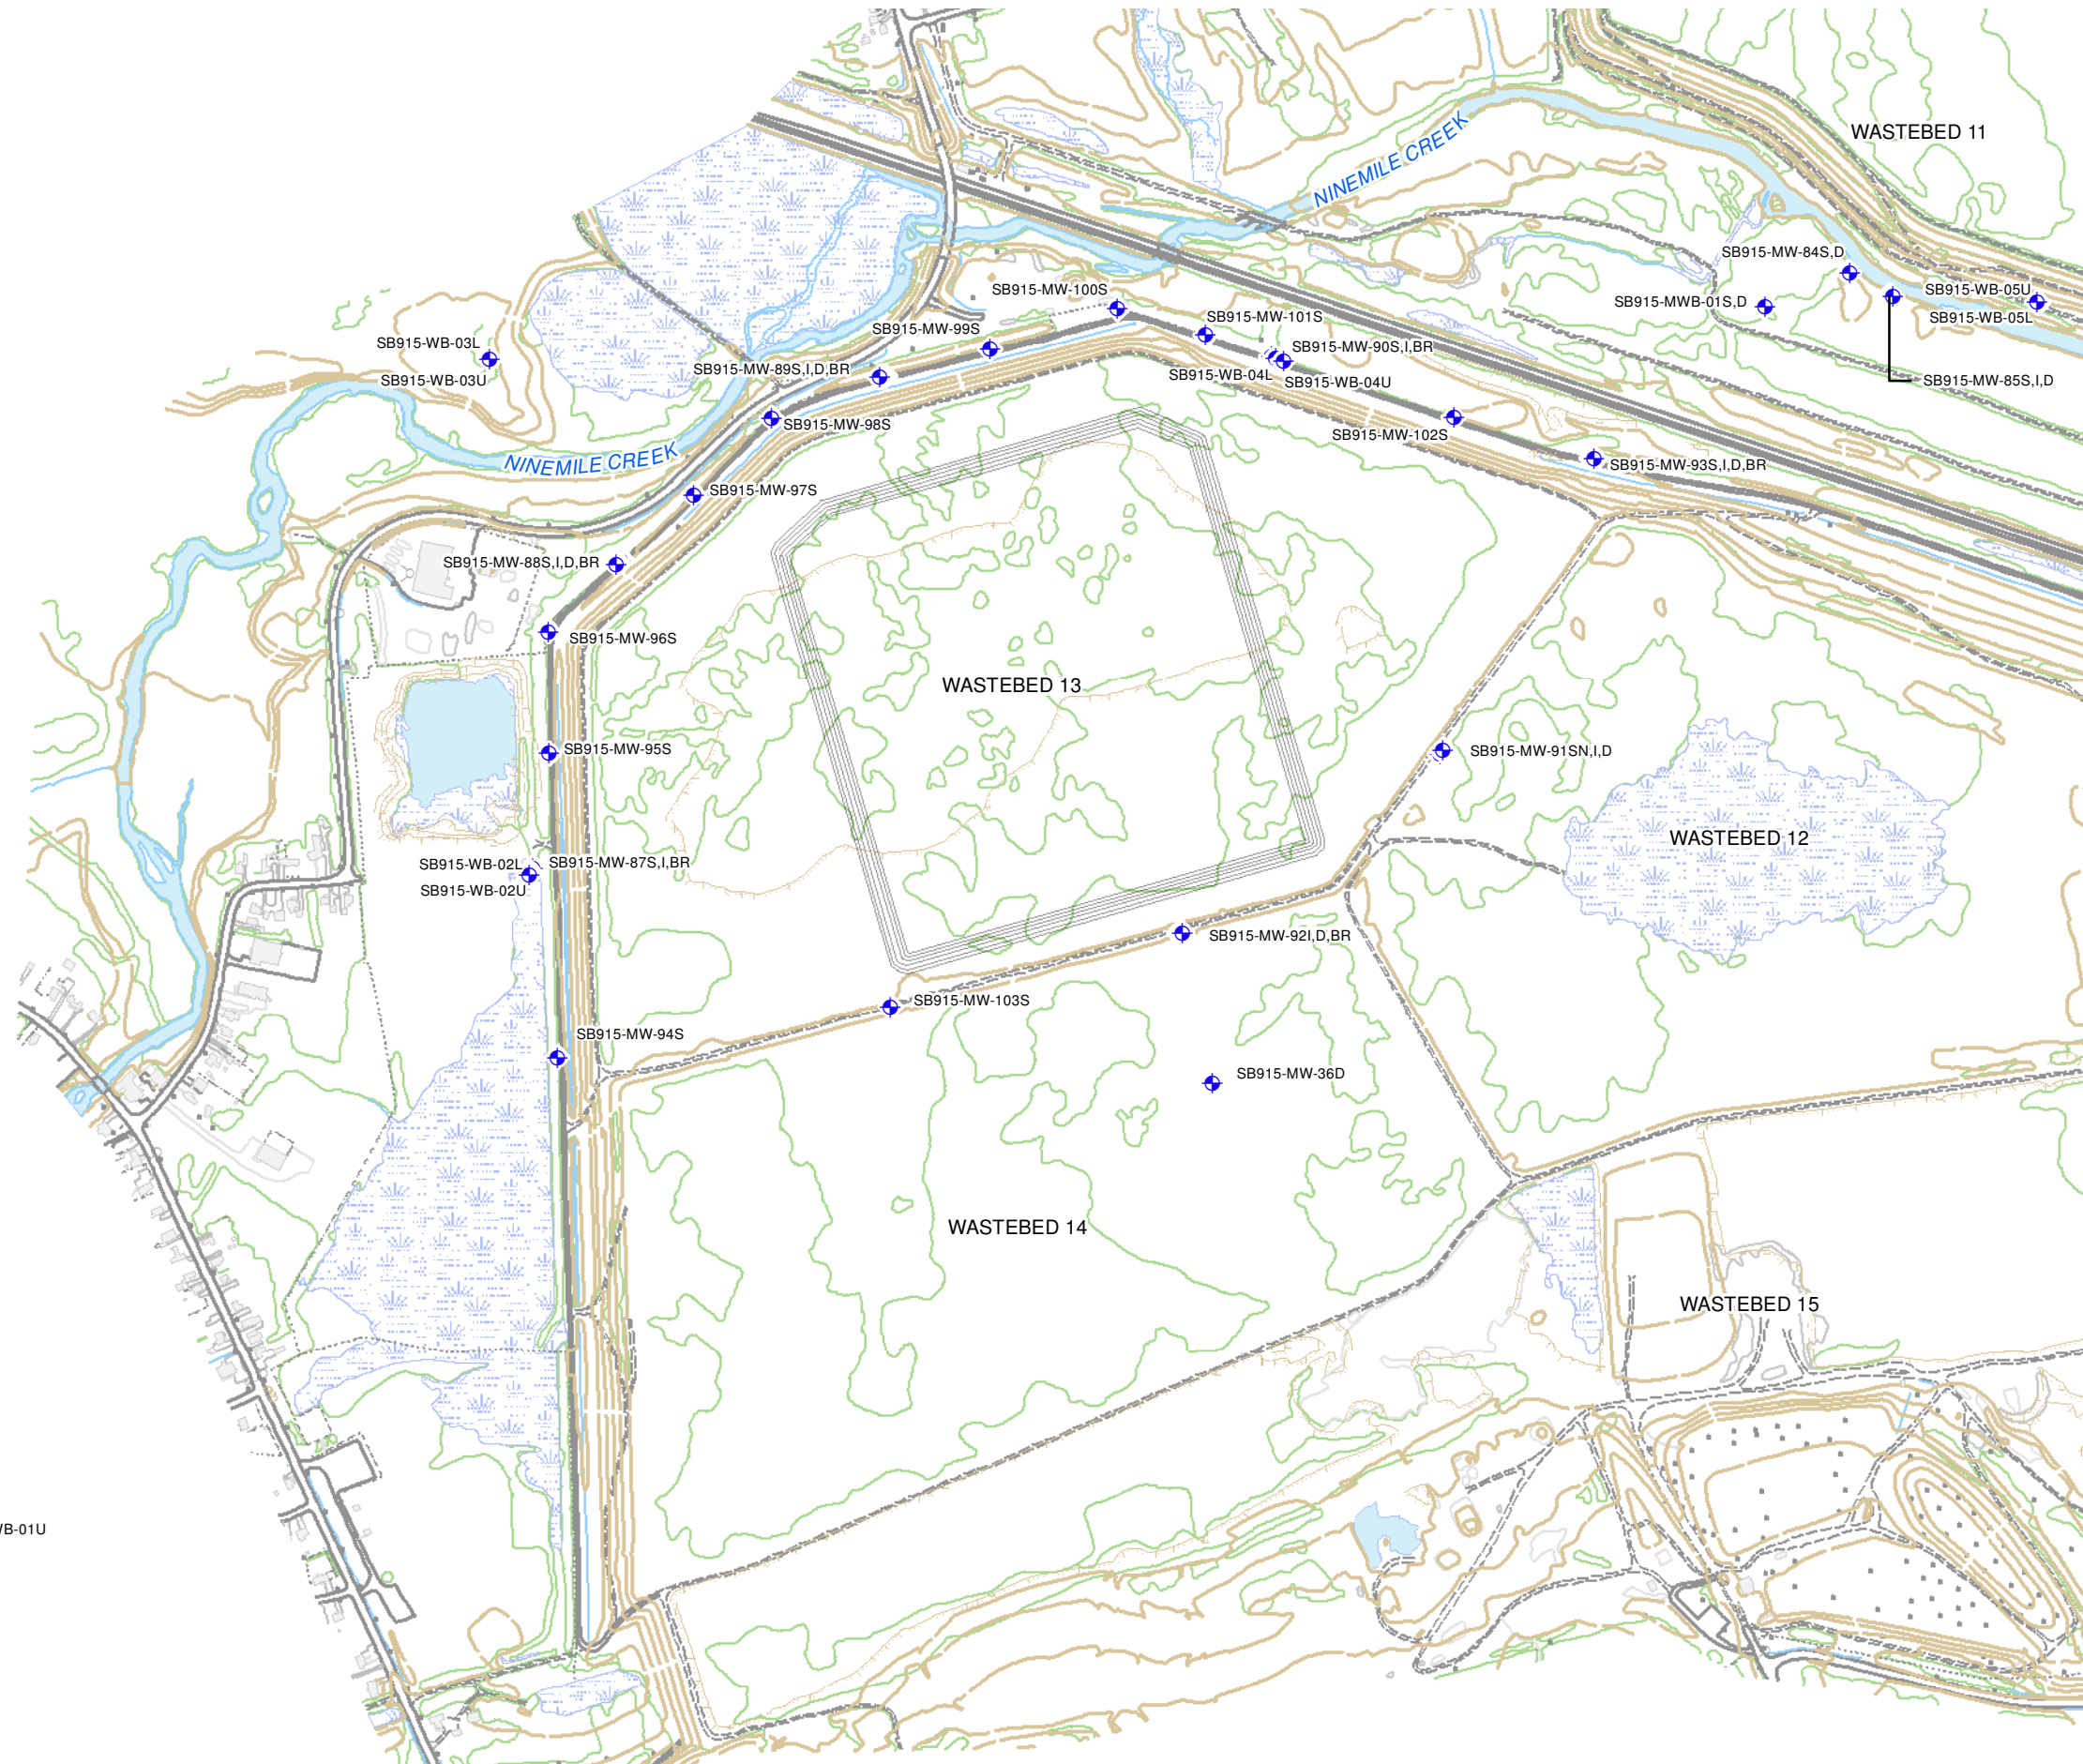 WASTEBED 11
NINEMILE CREEK
SB915-MW-84S,D
SB915-MW-100S
SB915-WB-05U
SB915-MWB-01S,D
SB915-MW-101S
SB915-WB-05L
SB915-MW-99S
SB915-WB-03L
SB915-MW-90S,I,BR
SB915-MW-89S,I,D,BR
SB915-WB-04L
SB915-WB-03U
SB915-WB-04U
SB915-MW-85S,I,D
SB915-MW-98S
SB915-MW-102S
NINEMILE CREEK
SB915-MW-93S,I,D,BR
SB915-MW-97S
SB915-MW-88S,I,D,BR
SB915-MW-96S
WASTEBED 13
SB915-MW-95S
SB915-MW-91SN,I,D
WASTEBED 12
SB915-WB-02L
SB915-MW-87S,I,BR
SB915-WB-02U
SB915-MW-92I,D,BR
SB915-MW-103S
SB915-MW-94S
SB915-MW-36D
WASTEBED 14
WASTEBED 15
B-01U